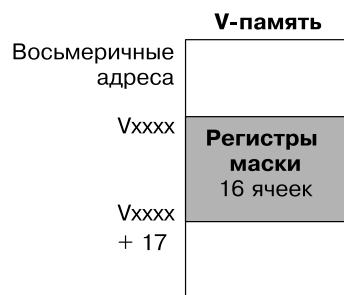 V-память
Восьмеричные
адреса
Vxxxx
Регистры
маски
16 ячеек
Vxxxx
+ 17